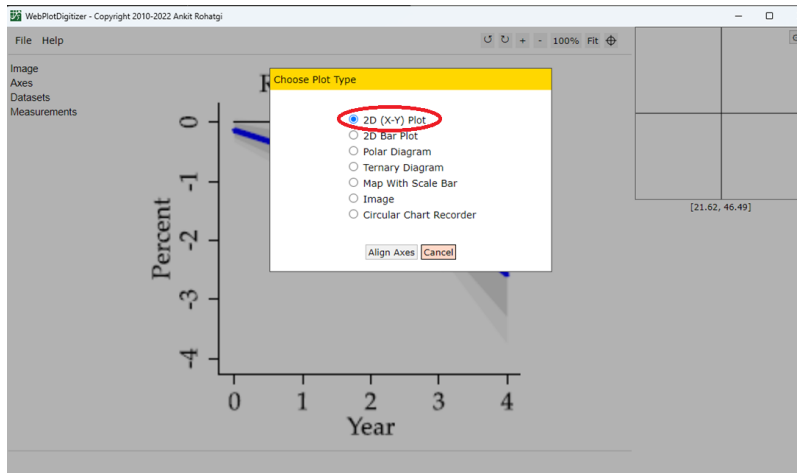 WebPlotDigitizer - Copyright 2010-2022 Ankit Rohatgi
File Help
+ - 100% Fit
Image
Axes
Datasets
Measurements
Choose Plot Type
2D (X-Y) Plot
2D Bar Plot
Polar Diagram
Ternary Diagram
Map With Scale Bar
Image
Circular Chart Recorder
Align Axes Cancel
[21.62, 46.49]
Percent
0
-1
-2
-3
-4
0 1 2 3 4
Year